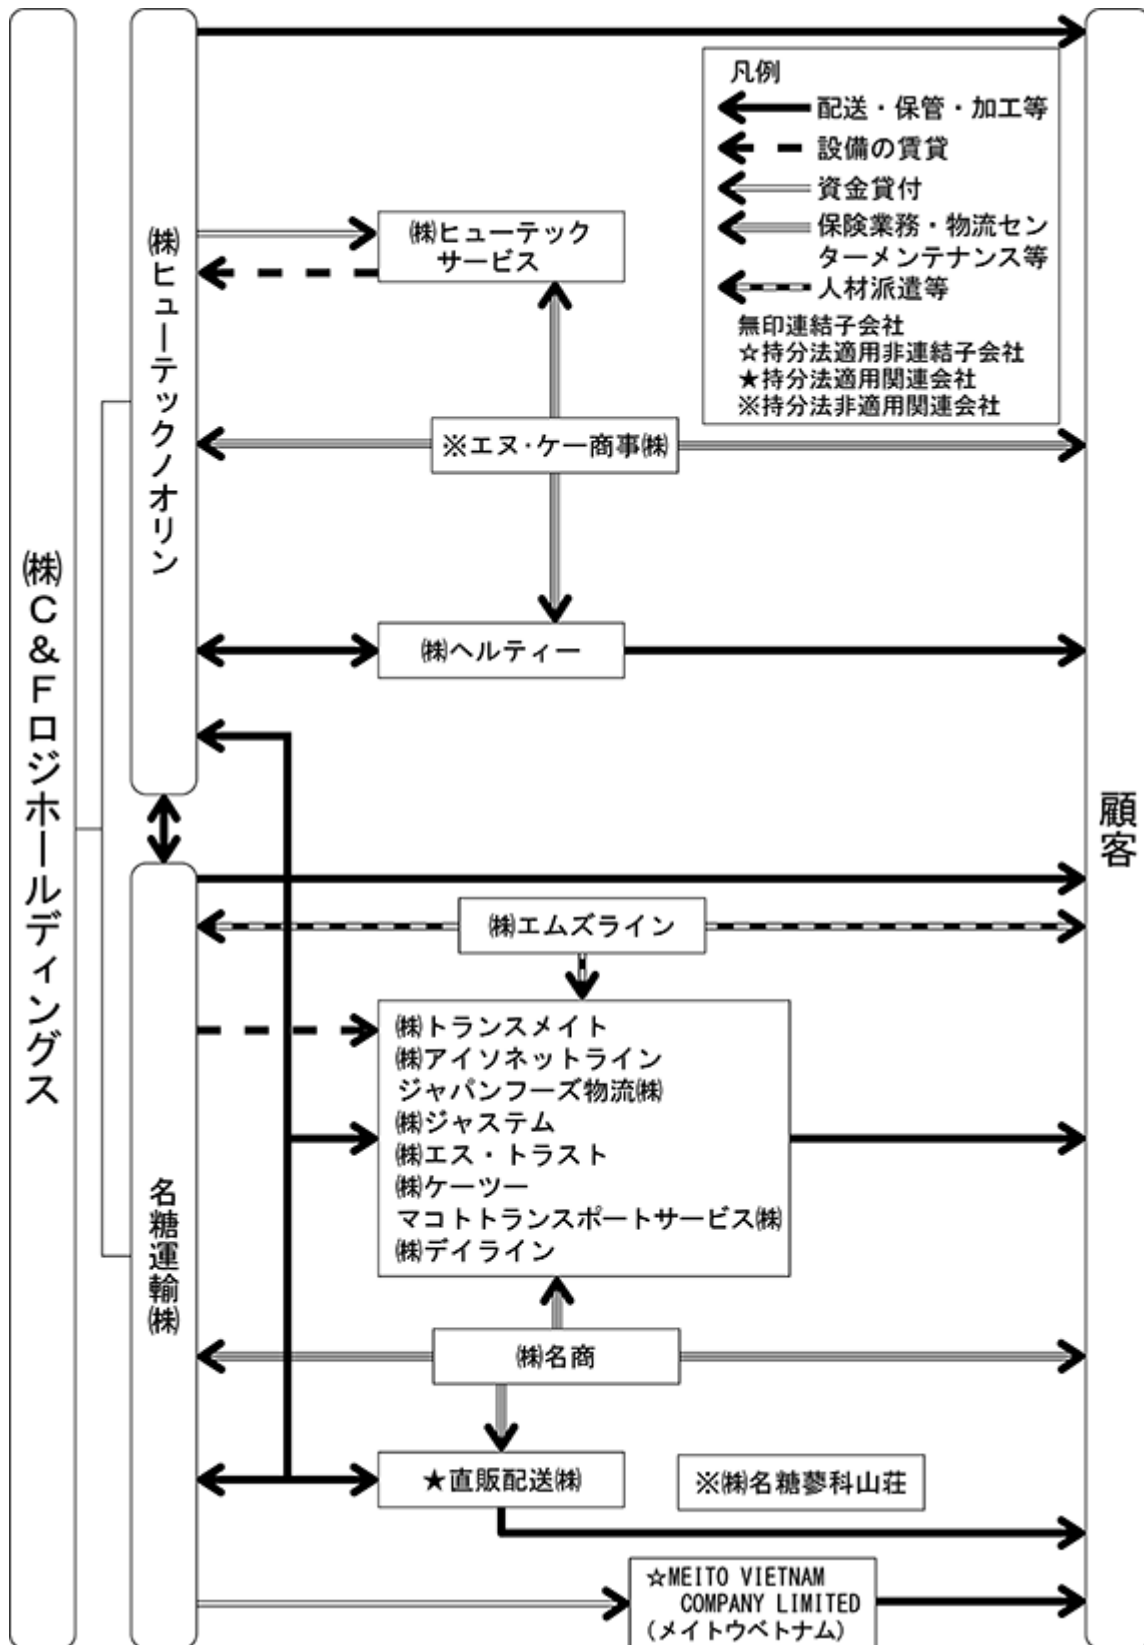 ㈱C&Fロジホールディングス
㈱ヒューテックノオリン
名糖運輸㈱
顧客
凡例
配送・保管・加工等
設備の賃貸
資金貸付
保険業務・物流セン
ターメンテナンス等
人材派遣等
無印連結子会社
☆持分法適用非連結子会社
★持分法適用関連会社
※持分法非適用関連会社
㈱ヒューテック
サービス
※エヌ・ケー商事㈱
㈱ヘルティー
㈱エムズライン
㈱トランスメイト
㈱アイソネットライン
ジャパンフーズ物流㈱
㈱ジャステム
㈱エス・トラスト
㈱ケーツー
マコトトランスポートサービス㈱
㈱デイライン
㈱名商
★直販配送㈱
※㈱名糖蓼科山荘
☆MEITO VIETNAM
COMPANY LIMITED
(メイトウベトナム)